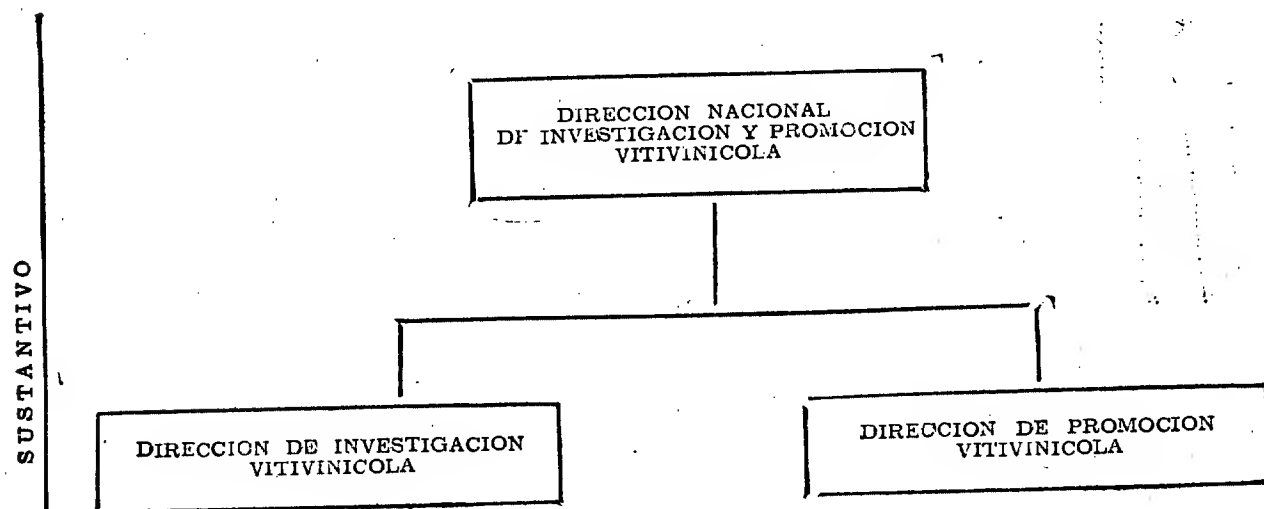 SUSTANTIVO
DIRECCION NACIONAL
DE INVESTIGACION Y PROMOCION
VITIVINICOLA
DIRECCION DE INVESTIGACION
VITIVINICOLA
DIRECCION DE PROMOCION
VITIVINICOLA